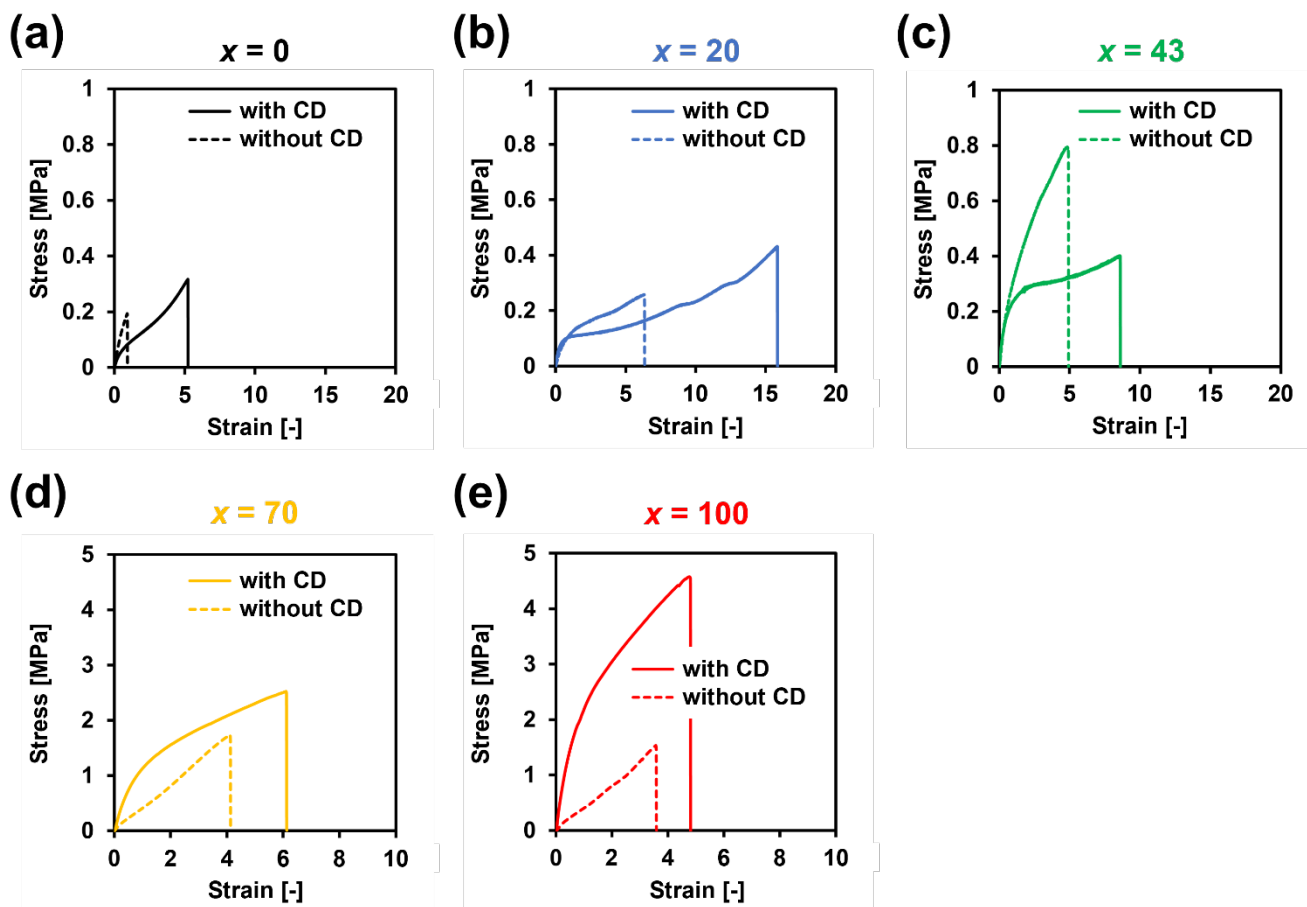 (a)
x = 0
1
0.8
0.6
0.4
0.2
0
Stress [MPa]
with CD
without CD
0 5 10 15 20
Strain [-]
(b)
x = 20
1
0.8
0.6
0.4
0.2
0
Stress [MPa]
with CD
without CD
0 5 10 15 20
Strain [-]
(c)
x = 43
1
0.8
0.6
0.4
0.2
0
Stress [MPa]
with CD
without CD
0 5 10 15 20
Strain [-]
(d)
x = 70
5
4
3
2
1
0
Stress [MPa]
with CD
without CD
0 2 4 6 8 10
Strain [-]
(e)
x = 100
5
4
3
2
1
0
Stress [MPa]
with CD
without CD
0 2 4 6 8 10
Strain [-]